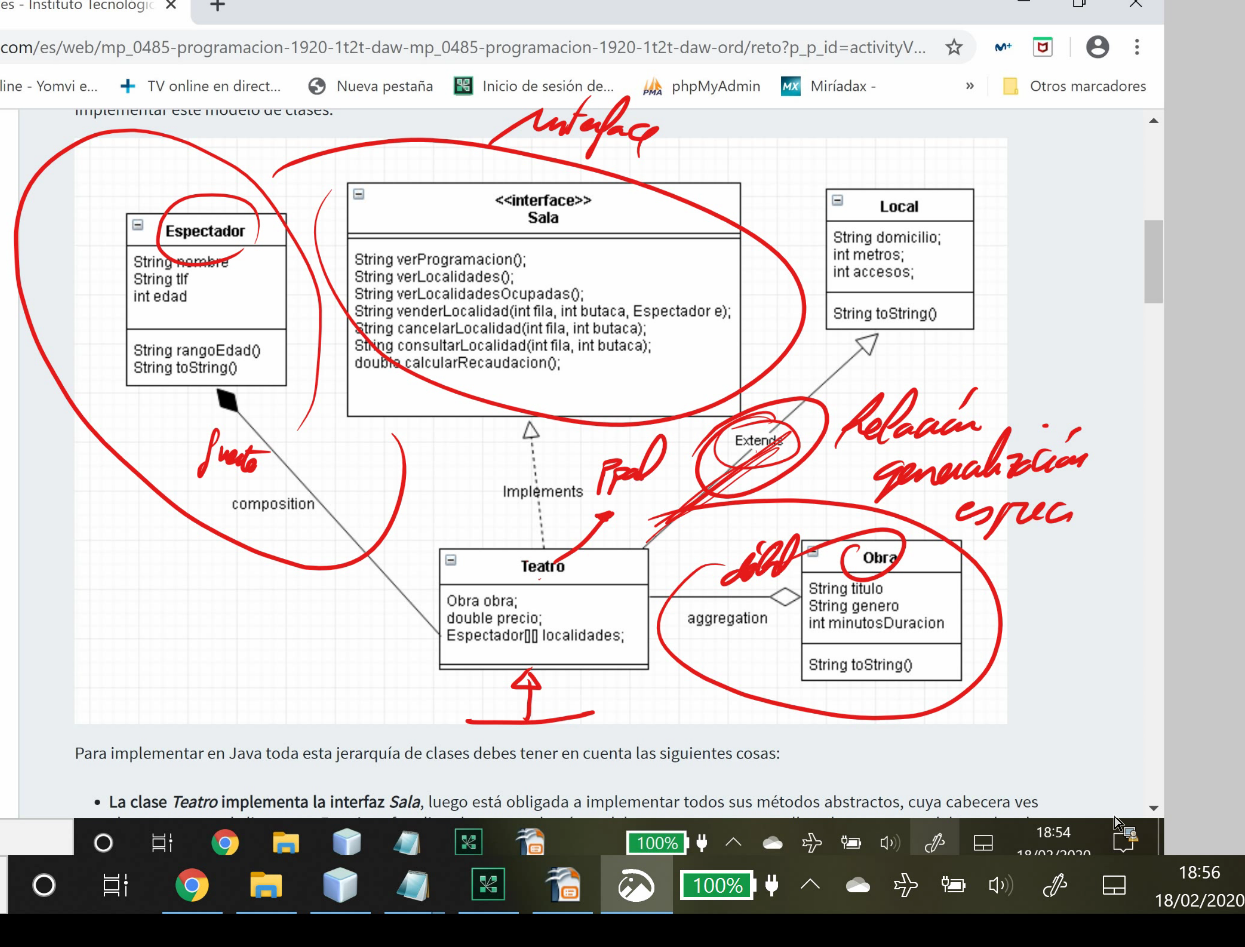 es - Instituto Tecnológic
com/es/web/mp_0485-programacion-1920-1t2t-daw-mp_0485-programacion-1920-1t2t-daw-ord/reto?p_p_id=activityV...
line - Yomvi e... TV online en direct... Nueva pestaña Inicio de sesión de... phpMyAdmin Miríadax - » Otros marcadores
Implementar este modelo de clases.
interface
Espectador
String nombre
String tlf
int edad
String rangoEdad()
String toString()
<<interface>>
Sala
String verProgramacion();
String verLocalidades();
String verLocalidadesOcupadas();
String venderLocalidad(int fila, int butaca, Espectador e);
String cancelarLocalidad(int fila, int butaca);
String consultarLocalidad(int fila, int butaca);
double calcularRecaudacion();
Local
String domicilio;
int metros;
int accesos;
String toString()
Extends
Relación
generalización
espec
fuerte
composition
Implements
Ppal
Teatro
Obra obra;
double precio;
Espectador[][] localidades;
débil
aggregation
Obra
String titulo
String genero
int minutosDuracion
String toString()
Para implementar en Java toda esta jerarquía de clases debes tener en cuenta las siguientes cosas:
• La clase Teatro implementa la interfaz Sala, luego está obligada a implementar todos sus métodos abstractos, cuya cabecera ves
100% 18:54
18/02/2020
100% 18:56
18/02/2020